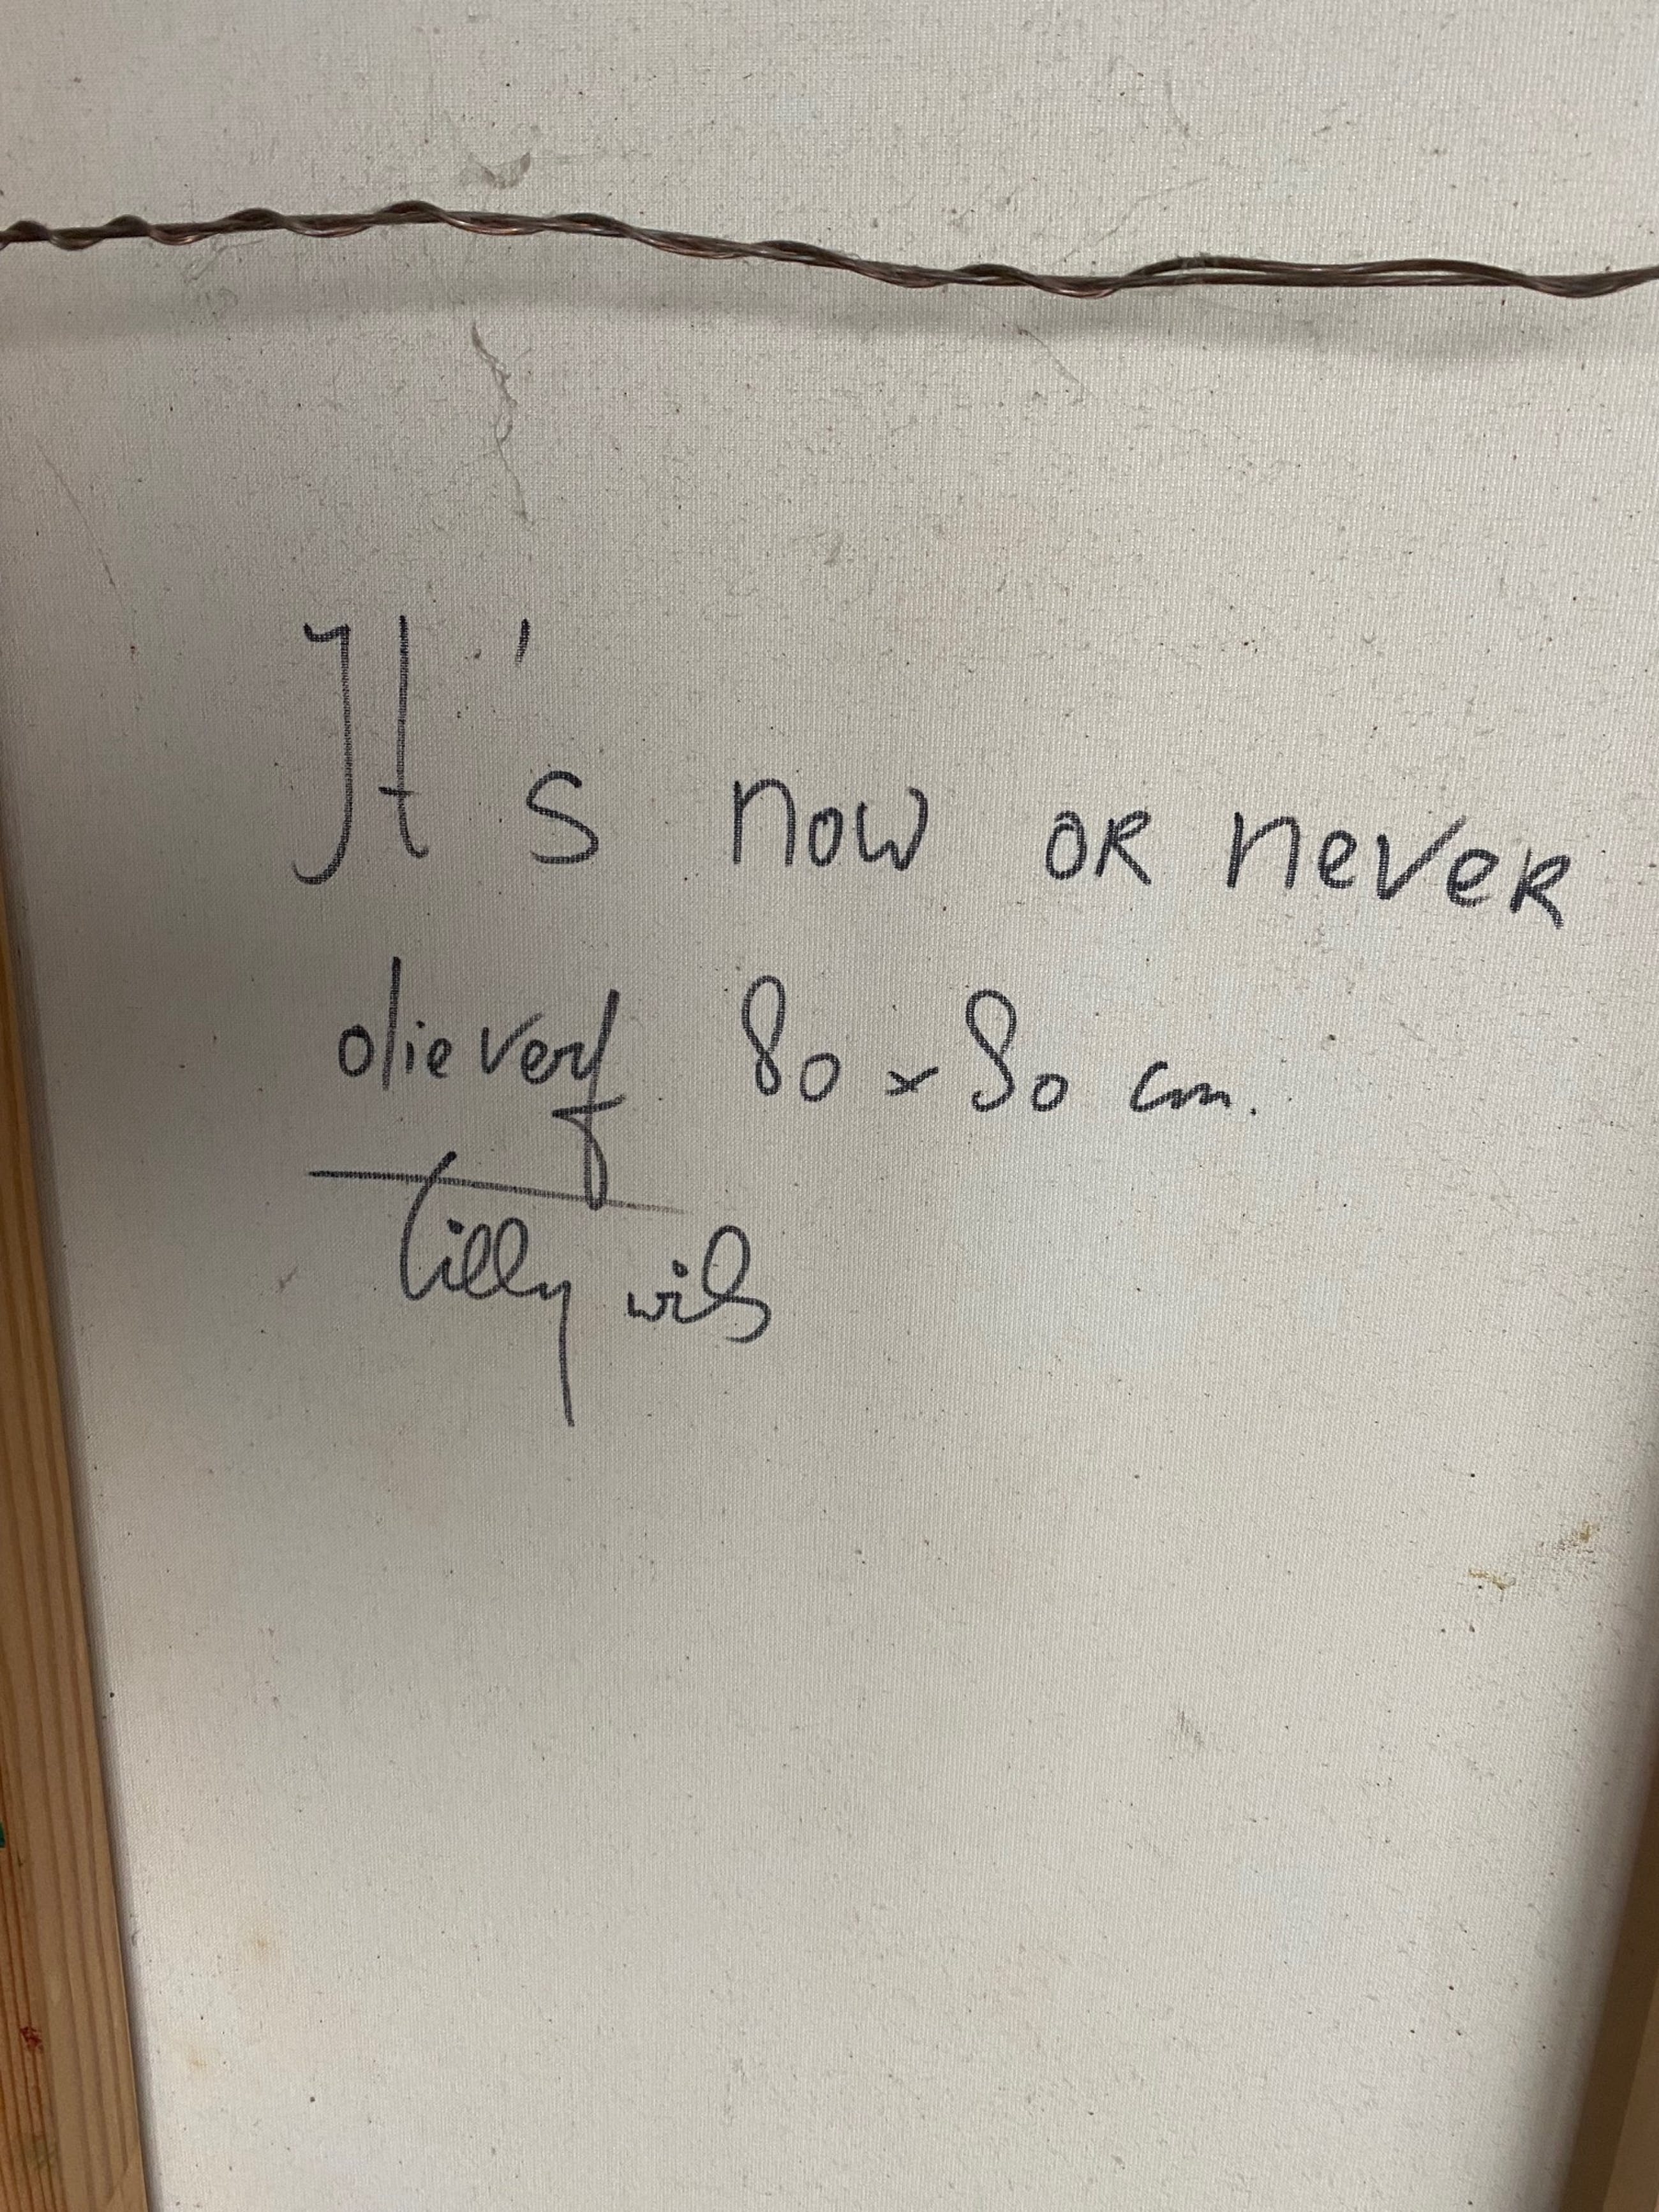 It's now or never
olieverf 80 x 80 cm.
Tilly wils